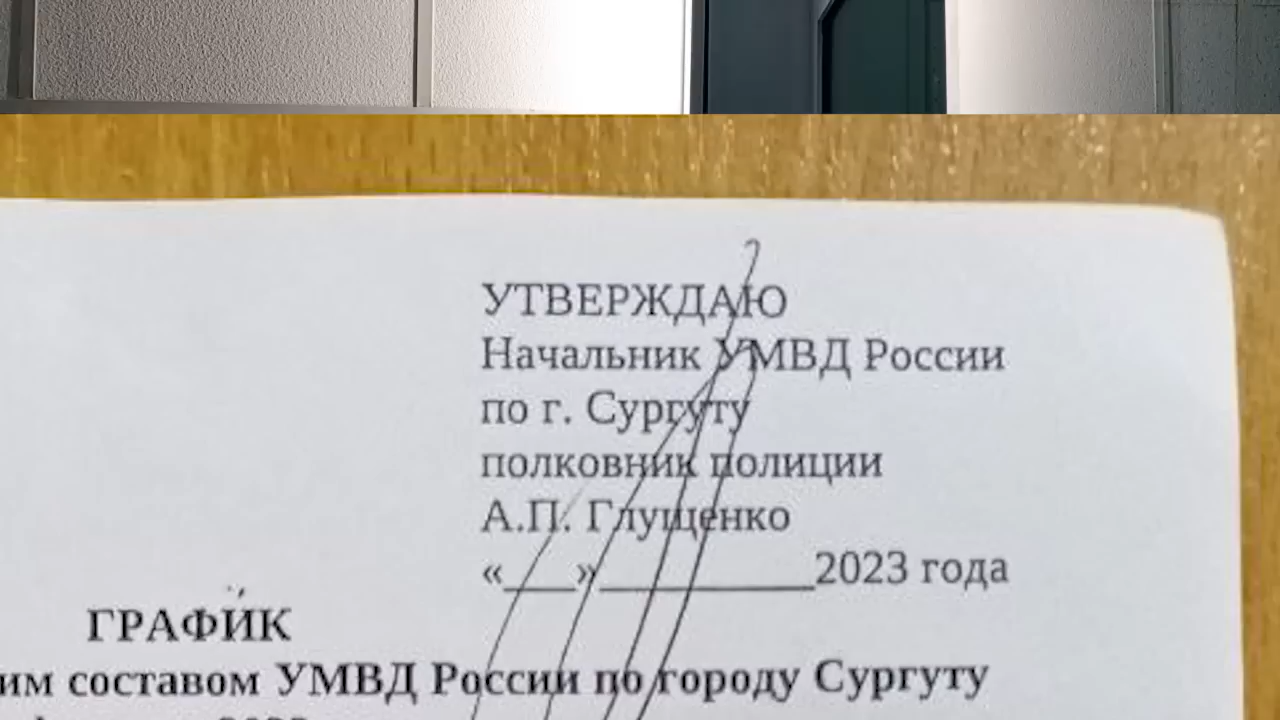 УТВЕРЖДАЮ
Начальник УМВД России
по г. Сургуту
полковник полиции
А.П. Глущенко
«___»__________2023 года
ГРАФИК
им составом УМВД России по городу Сургуту